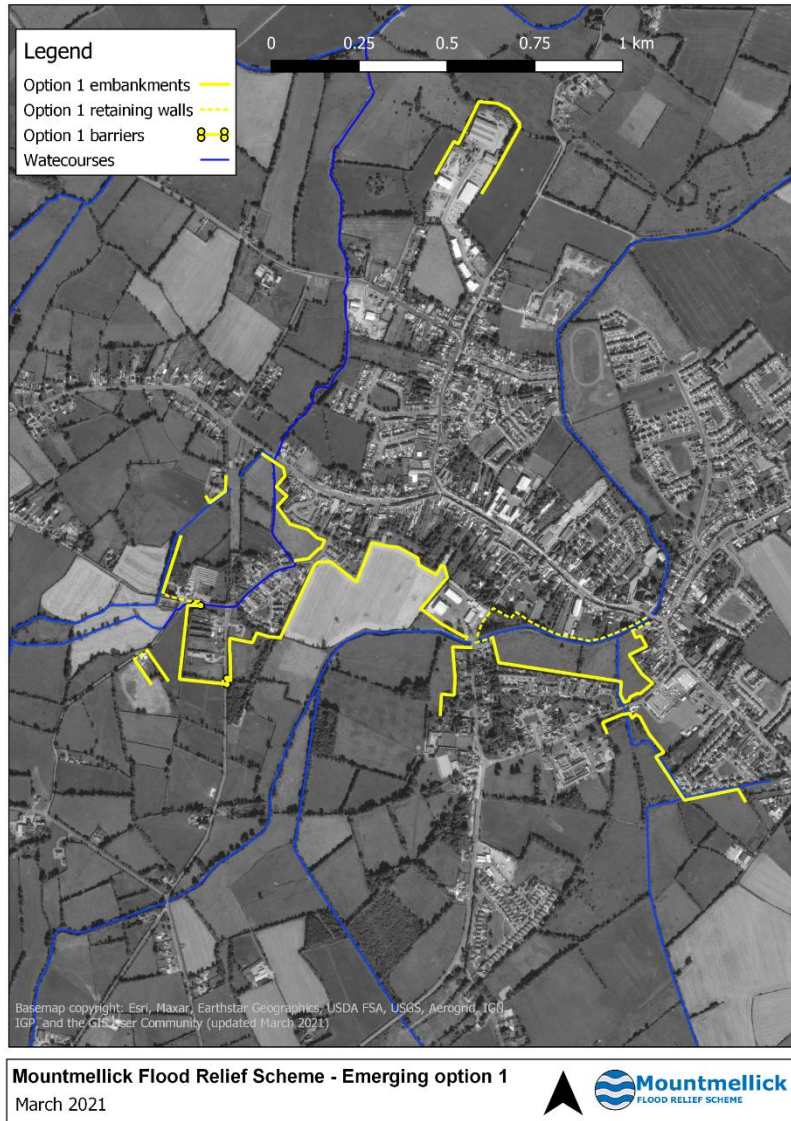 Legend
Option 1 embankments
Option 1 retaining walls
Option 1 barriers
Watecourses
0 0.25 0.5 0.75 1 km
Basemap copyright: Esri, Maxar, Earthstar Geographics, USDA FSA, USGS, Aerogrid, IGN,
IGP, and the GIS User Community (updated March 2021)
Mountmellick Flood Relief Scheme - Emerging option 1
March 2021
Mountmellick
FLOOD RELIEF SCHEME